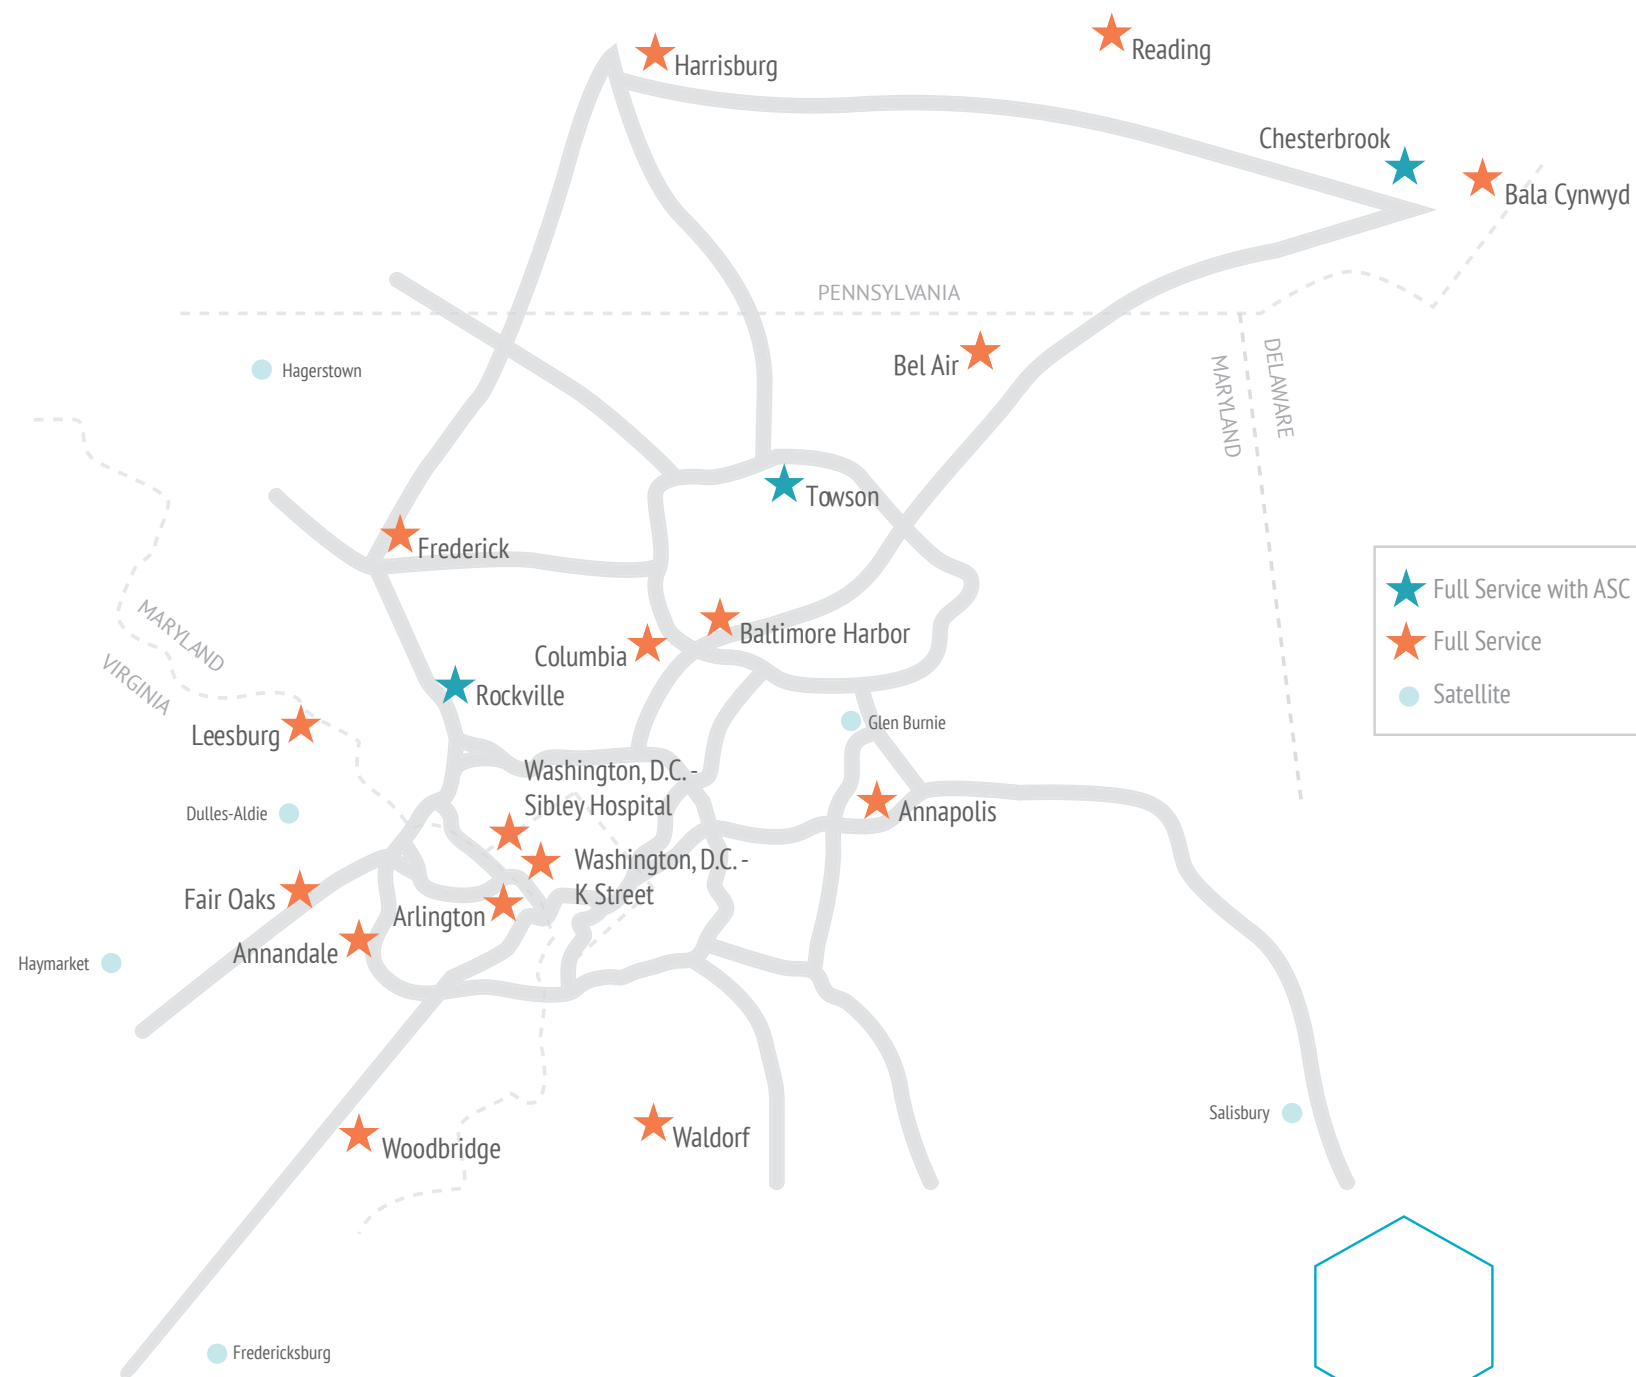 Reading
Harrisburg
Chesterbrook
Bala Cynwyd
PENNSYLVANIA
Bel Air
DELAWARE
MARYLAND
Hagerstown
Towson
Frederick
Full Service with ASC
Full Service
Satellite
MARYLAND
VIRGINIA
Baltimore Harbor
Columbia
Rockville
Leesburg
Glen Burnie
Washington, D.C. -
Sibley Hospital
Dulles-Aldie
Annapolis
Washington, D.C. -
K Street
Fair Oaks
Arlington
Annandale
Haymarket
Salisbury
Waldorf
Woodbridge
Fredericksburg